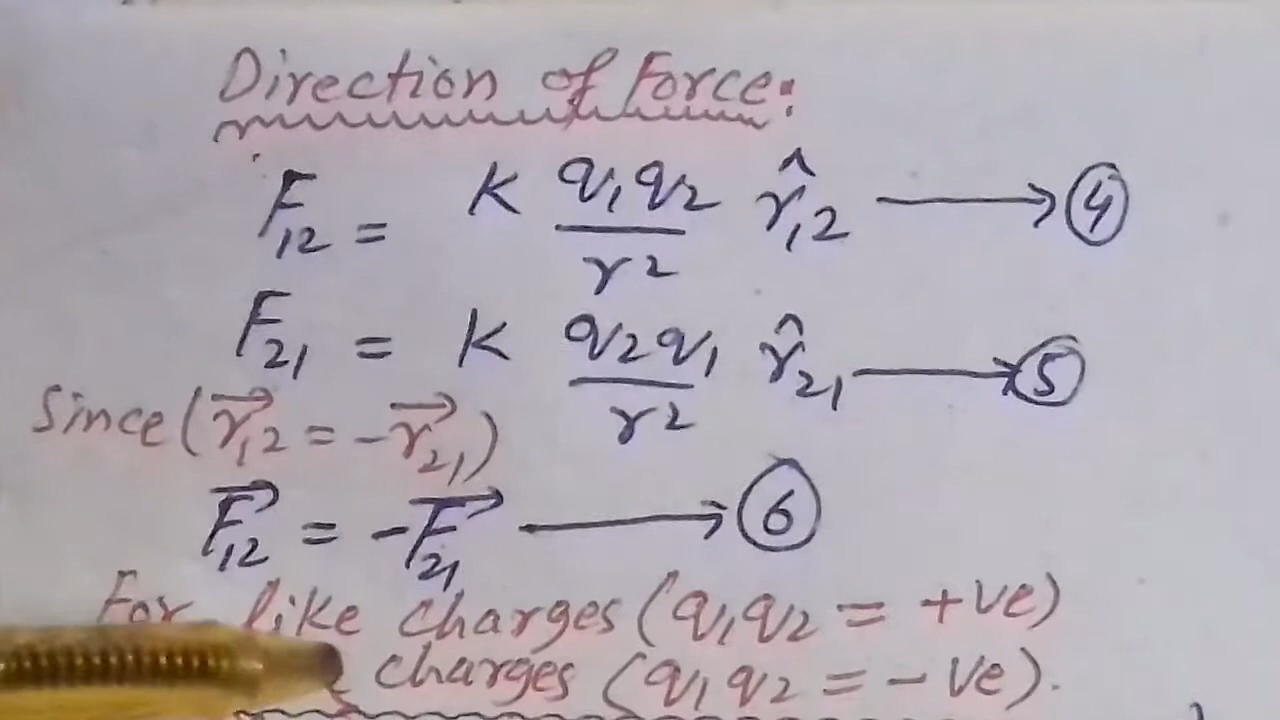 Direction of Force:
F₁₂ = K q₁q₂/r² r̂₁₂ ⟶ ④
F₂₁ = K q₂q₁/r² r̂₂₁ ⟶ ⑤
Since (r⃗₁₂ = -r⃗₂₁)
F⃗₁₂ = -F⃗₂₁ ⟶ ⑥
For like charges (q₁q₂ = +ve)
charges (q₁q₂ = -ve).